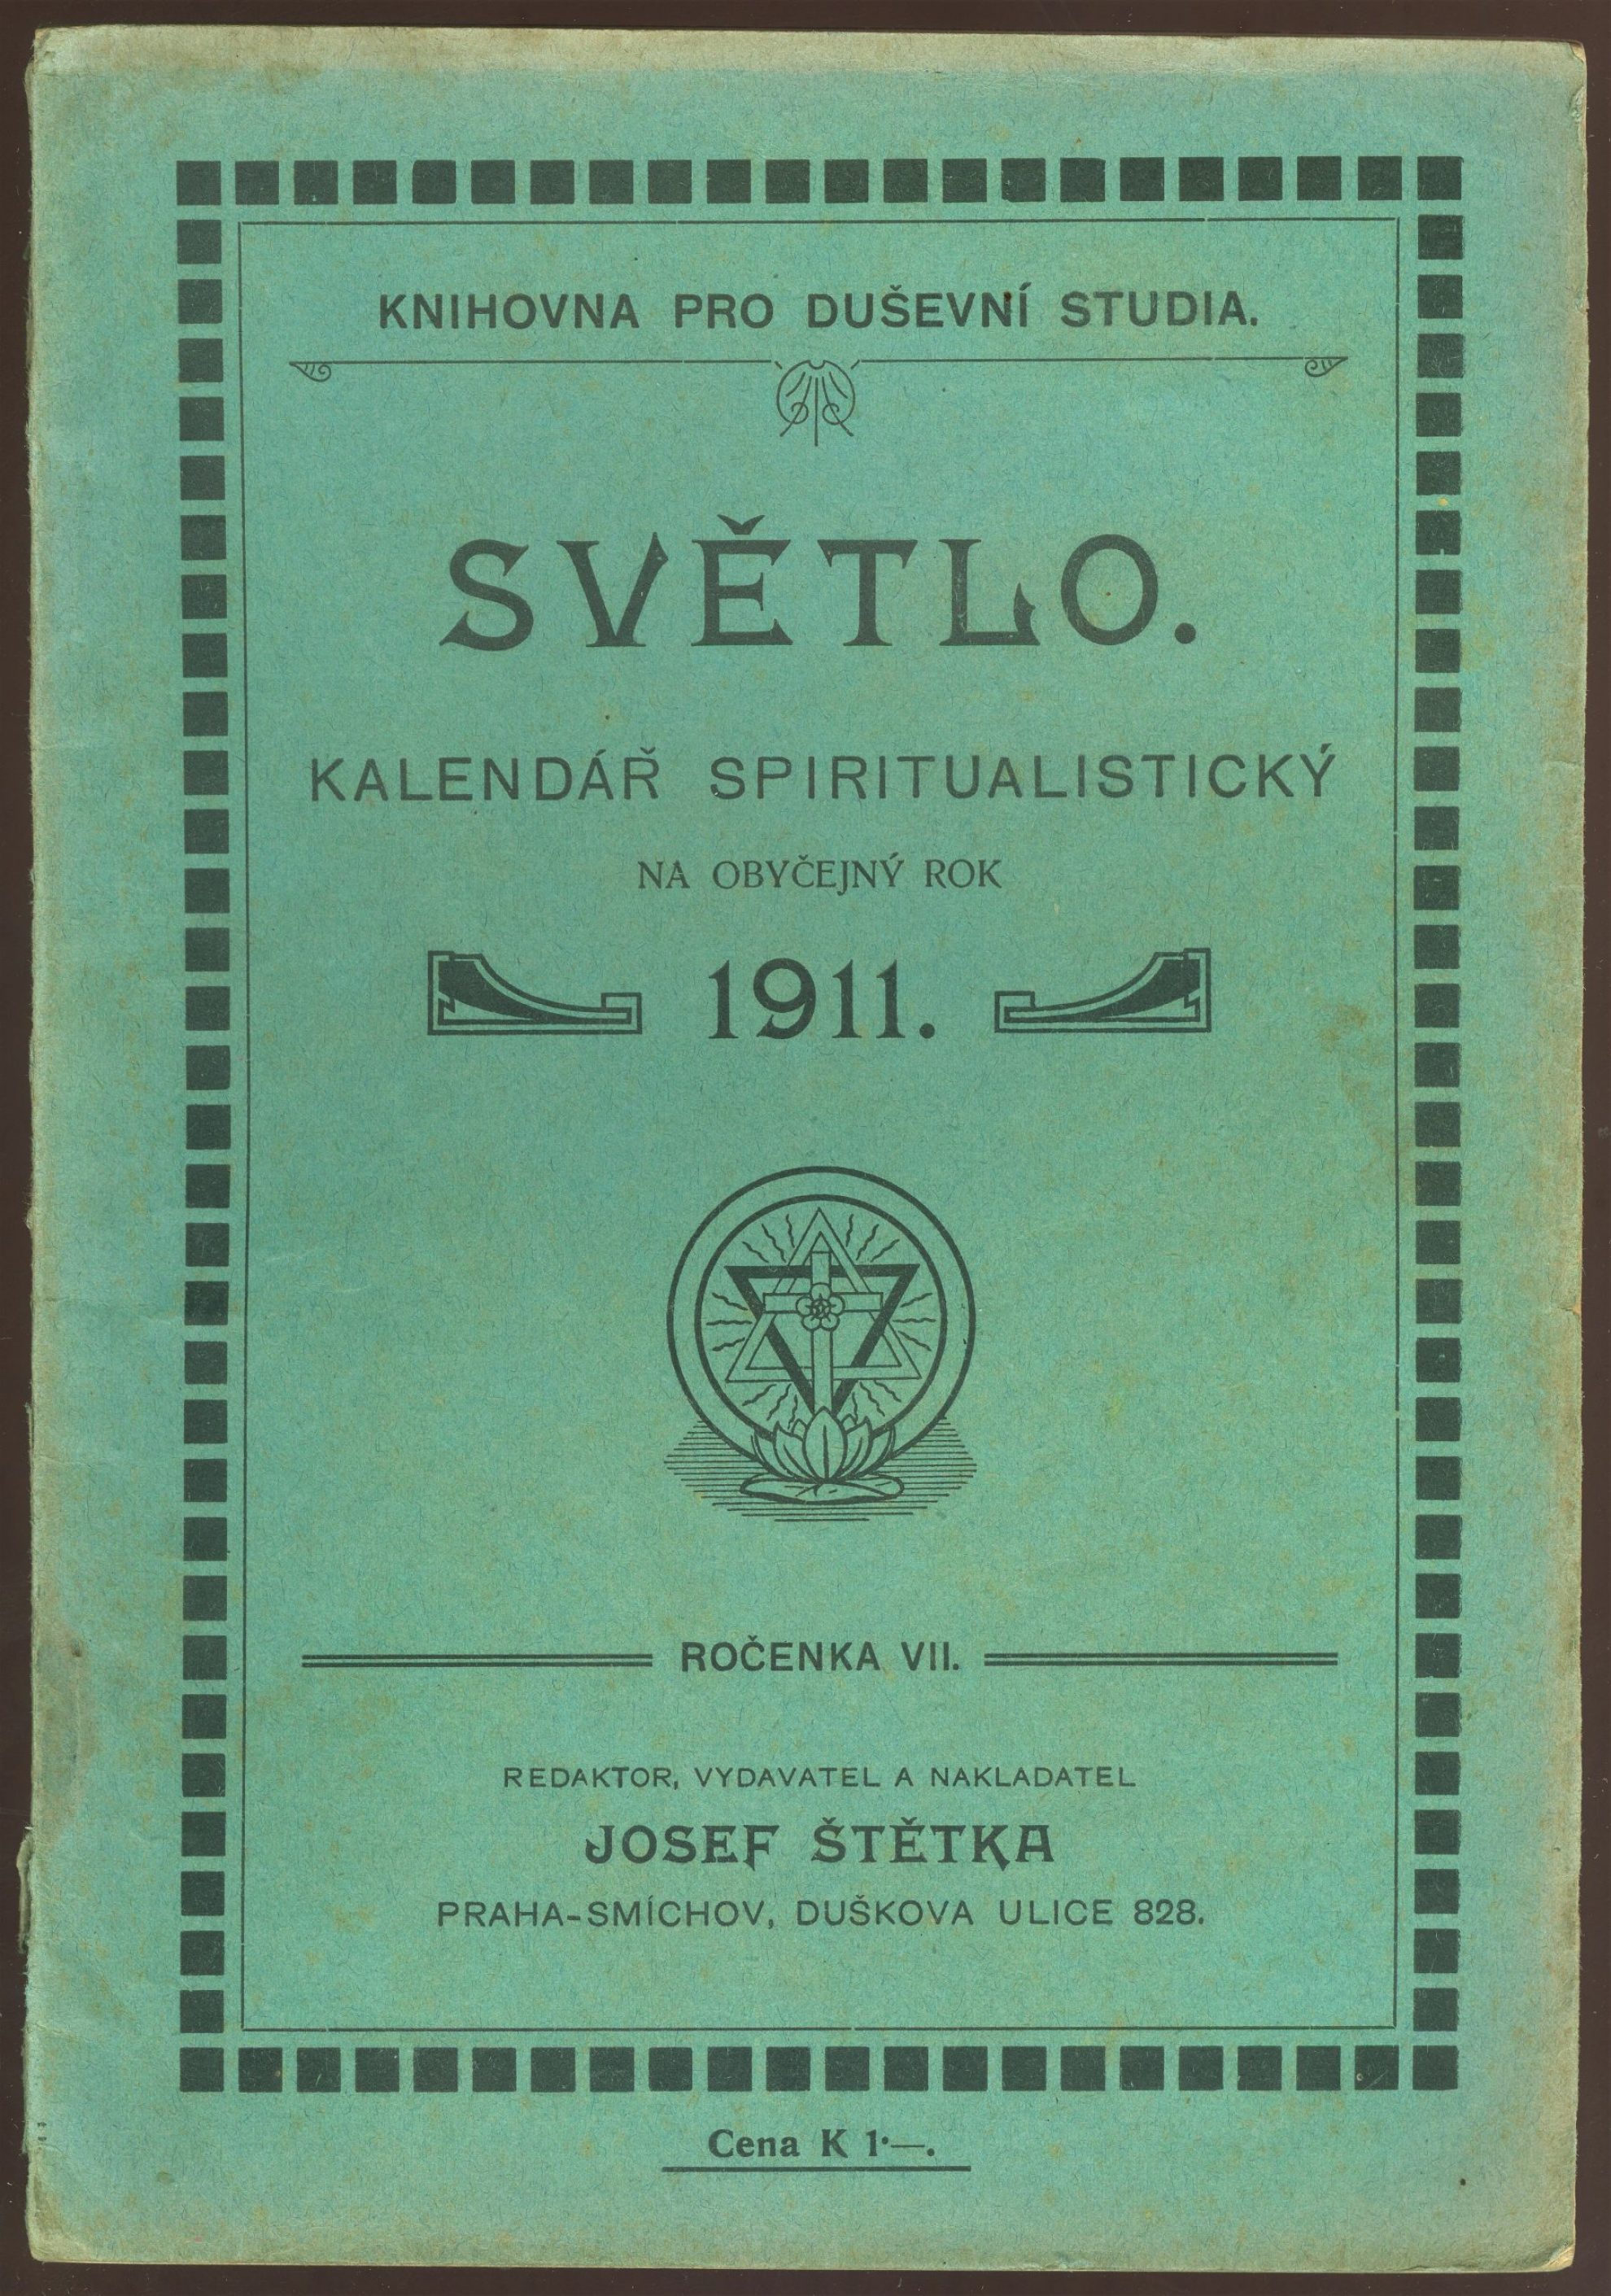 KNIHOVNA PRO DUŠEVNÍ STUDIA.
SVĚTLO.
KALENDÁŘ SPIRITUALISTICKÝ
NA OBYČEJNÝ ROK
1911.
ROČENKA VII.
REDAKTOR, VYDAVATEL A NAKLADATEL
JOSEF ŠTĚTKA
PRAHA-SMÍCHOV, DUŠKOVA ULICE 828.
Cena K 1·—.